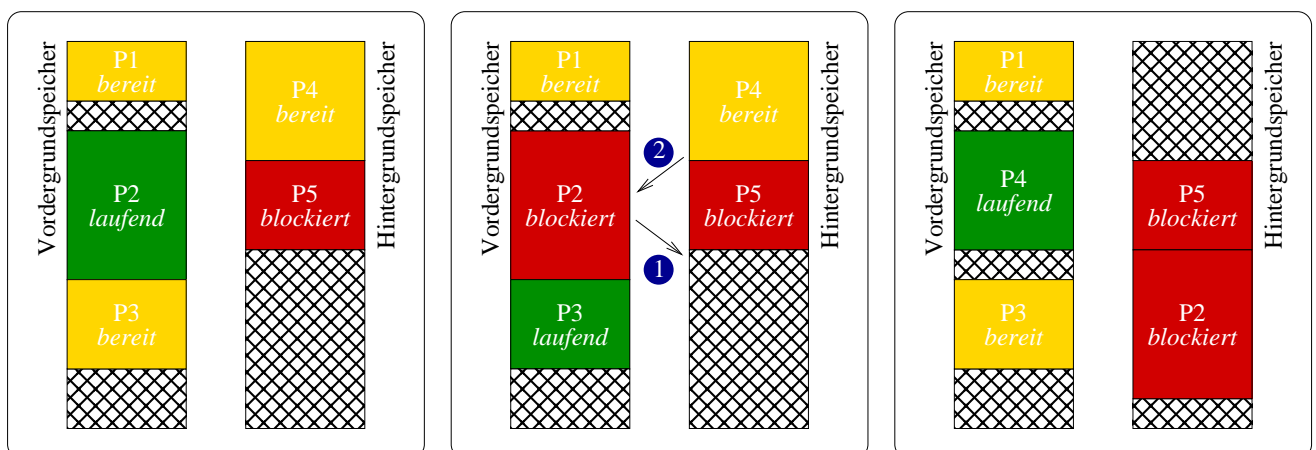 Vordergrundspeicher
P1
bereit
P2
laufend
P3
bereit
P4
bereit
P5
blockiert
Hintergrundspeicher
Vordergrundspeicher
P1
bereit
P2
blockiert
P3
laufend
2
1
P4
bereit
P5
blockiert
Hintergrundspeicher
Vordergrundspeicher
P1
bereit
P4
laufend
P3
bereit
P5
blockiert
P2
blockiert
Hintergrundspeicher